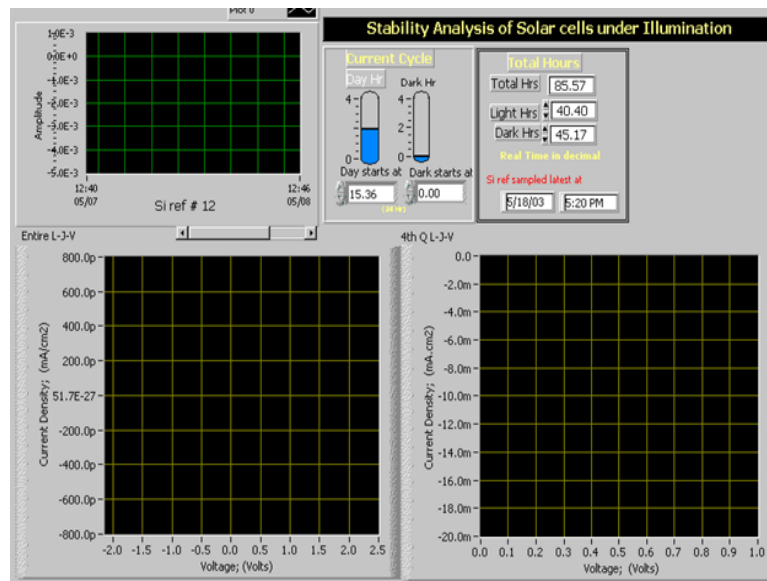 Plot 0
Stability Analysis of Solar cells under Illumination
1.0E-3
0.0E+0
-1.0E-3
-2.0E-3
-3.0E-3
-4.0E-3
-5.0E-3
Amplitude
12:40
05/07
12:46
05/08
Si ref # 12
Current Cycle
Day Hr
Dark Hr
4-
2-
0-
4-
2-
0-
Day starts at
Dark starts at
15.36
0.00
(24 Hr)
Total Hours
Total Hrs 85.57
Light Hrs 40.40
Dark Hrs 45.17
Real Time in decimal
Si ref sampled latest at
5/18/03 5:20 PM
Entire L-J-V
800.0p
600.0p
400.0p
200.0p
51.7E-27
-200.0p
-400.0p
-600.0p
-800.0p
Current Density; (mA/cm2)
-2.0 -1.5 -1.0 -0.5 0.0 0.5 1.0 1.5 2.0 2.5
Voltage; (Volts)
4th Q L-J-V
0.0
-2.0m
-4.0m
-6.0m
-8.0m
-10.0m
-12.0m
-14.0m
-16.0m
-18.0m
-20.0m
Current Density; (mA.cm2)
0.0 0.1 0.2 0.3 0.4 0.5 0.6 0.7 0.8 0.9 1.0
Voltage; (Volts)